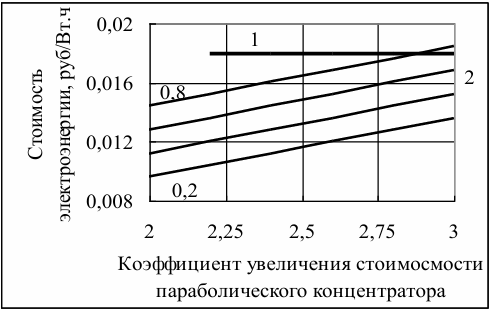 0,02
0,016
0,012
0,008
Стоимость
электроэнергии, руб/Вт.ч
1
0,8
2
0,2
2 2,25 2,5 2,75 3
Коэффициент увеличения стоимосмости
параболического концентратора